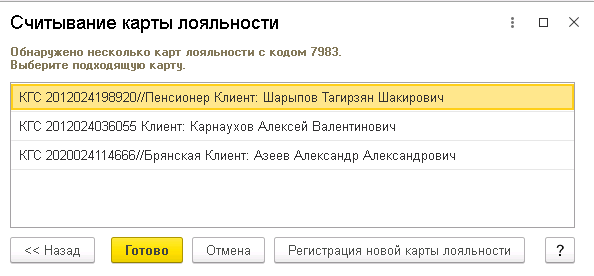 Считывание карты лояльности
Обнаружено несколько карт лояльности с кодом 7983.
Выберите подходящую карту.
КГС 2012024198920//Пенсионер Клиент: Шарыпов Тагирзян Шакирович
КГС 2012024036055 Клиент: Карнаухов Алексей Валентинович
КГС 2020024114666//Брянская Клиент: Азеев Александр Александрович
<< Назад Готово Отмена Регистрация новой карты лояльности ?